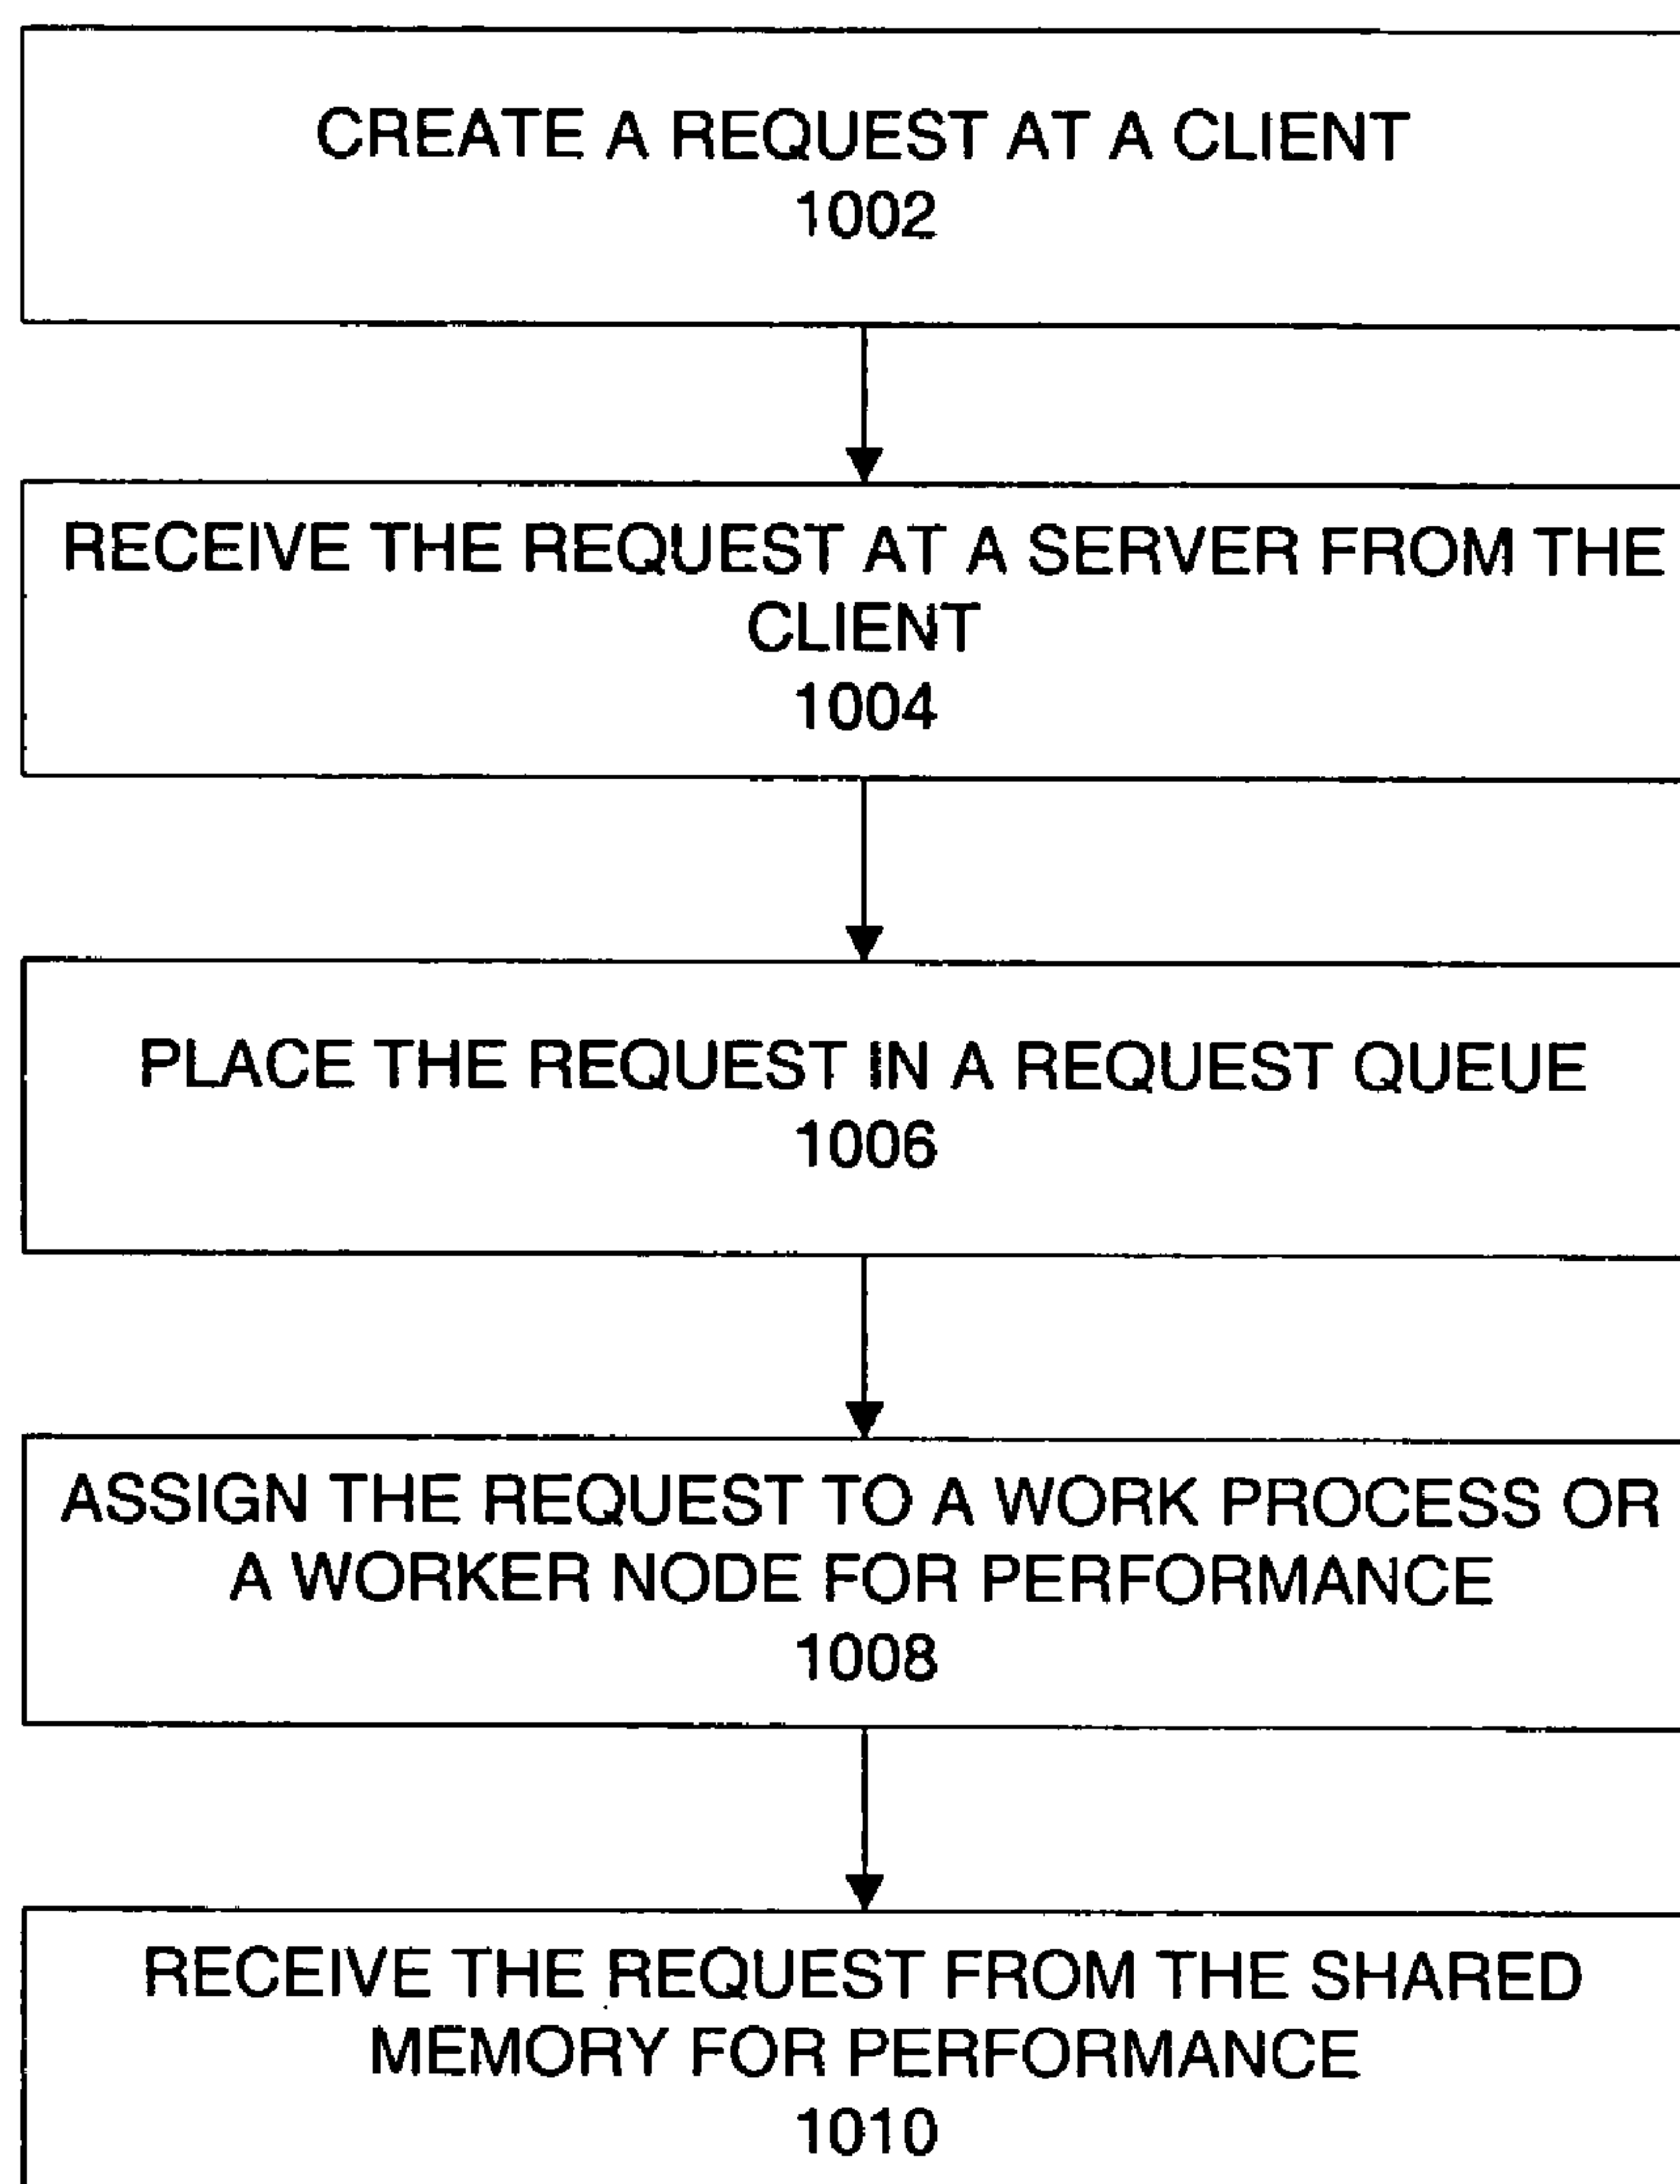 CREATE A REQUEST AT A CLIENT
1002
RECEIVE THE REQUEST AT A SERVER FROM THE
CLIENT
1004
PLACE THE REQUEST IN A REQUEST QUEUE
1006
ASSIGN THE REQUEST TO A WORK PROCESS OR
A WORKER NODE FOR PERFORMANCE
1008
RECEIVE THE REQUEST FROM THE SHARED
MEMORY FOR PERFORMANCE
1010